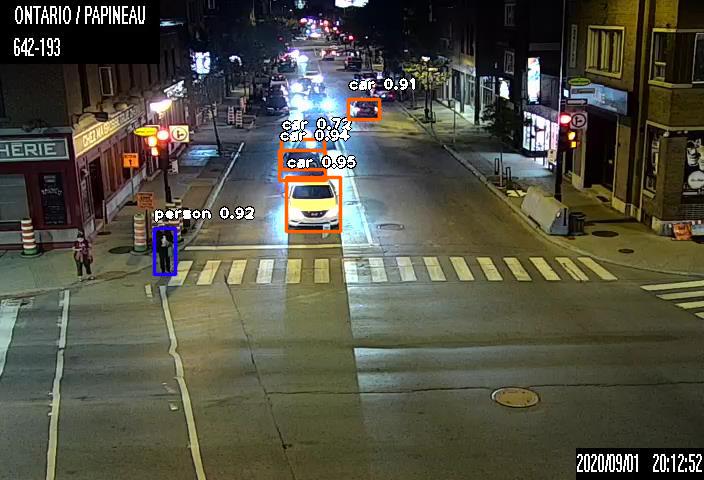 ONTARIO / PAPINEAU
642-193
car 0.91
car 0.72
car 0.94
car 0.95
HERIE
person 0.92
2020/09/01 20:12:52